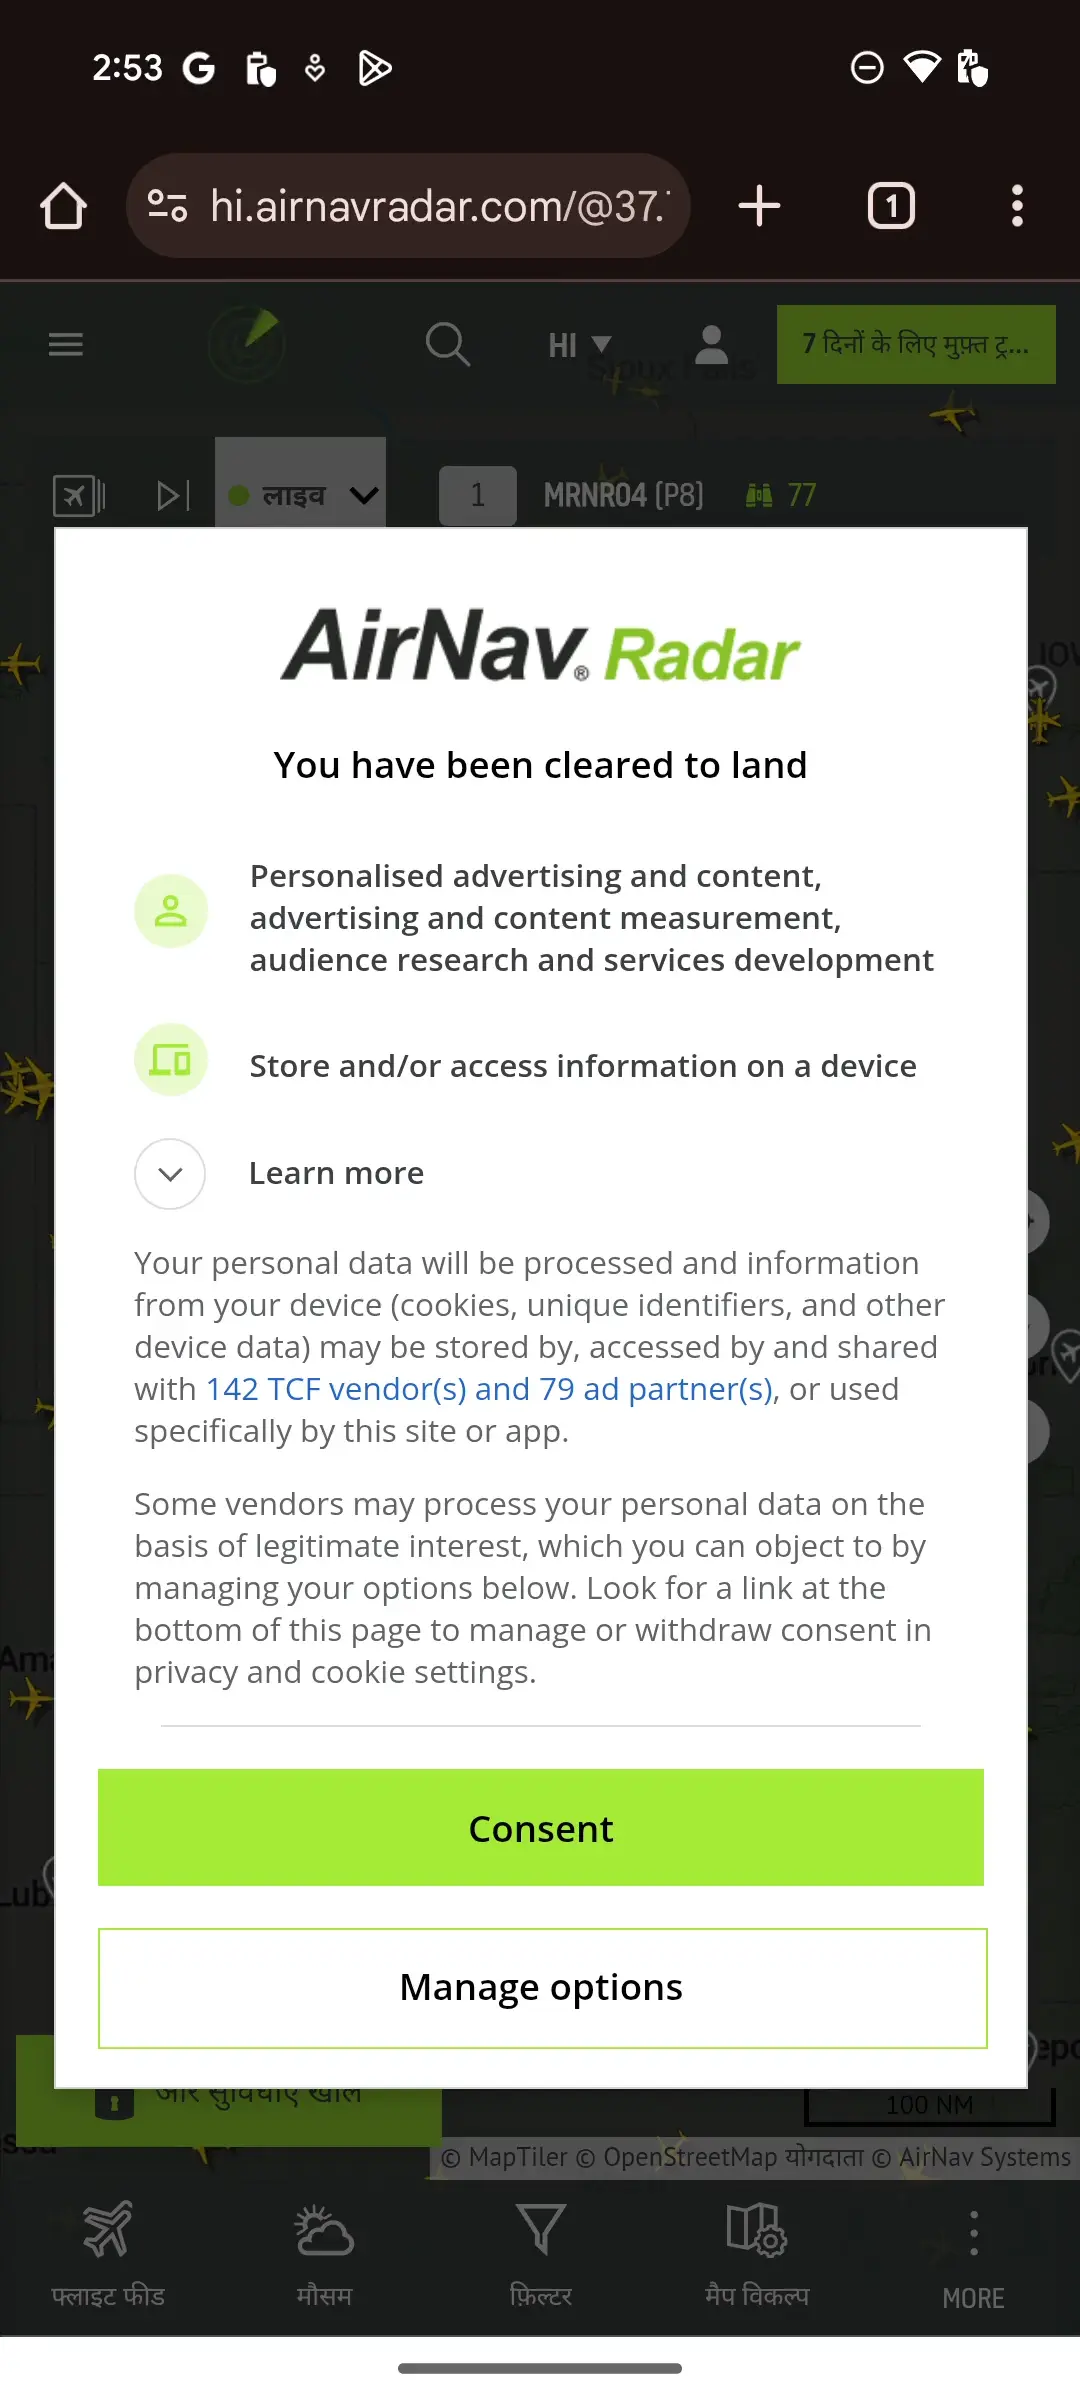 2:53
hi.airnavradar.com/@37.
1
HI
7 दिनों के लिए मुफ़्त ट्र...
Sioux Falls
लाइव
1 MRNR04 (P8) 77
AirNav® Radar
You have been cleared to land
Personalised advertising and content,
advertising and content measurement,
audience research and services development
Store and/or access information on a device
Learn more
Your personal data will be processed and information
from your device (cookies, unique identifiers, and other
device data) may be stored by, accessed by and shared
with 142 TCF vendor(s) and 79 ad partner(s), or used
specifically by this site or app.
Some vendors may process your personal data on the
basis of legitimate interest, which you can object to by
managing your options below. Look for a link at the
bottom of this page to manage or withdraw consent in
privacy and cookie settings.
Consent
Manage options
और सुविधाएं खोलें
100 NM
© MapTiler © OpenStreetMap योगदाता © AirNav Systems
फ्लाइट फीड
मौसम
फ़िल्टर
मैप विकल्प
MORE